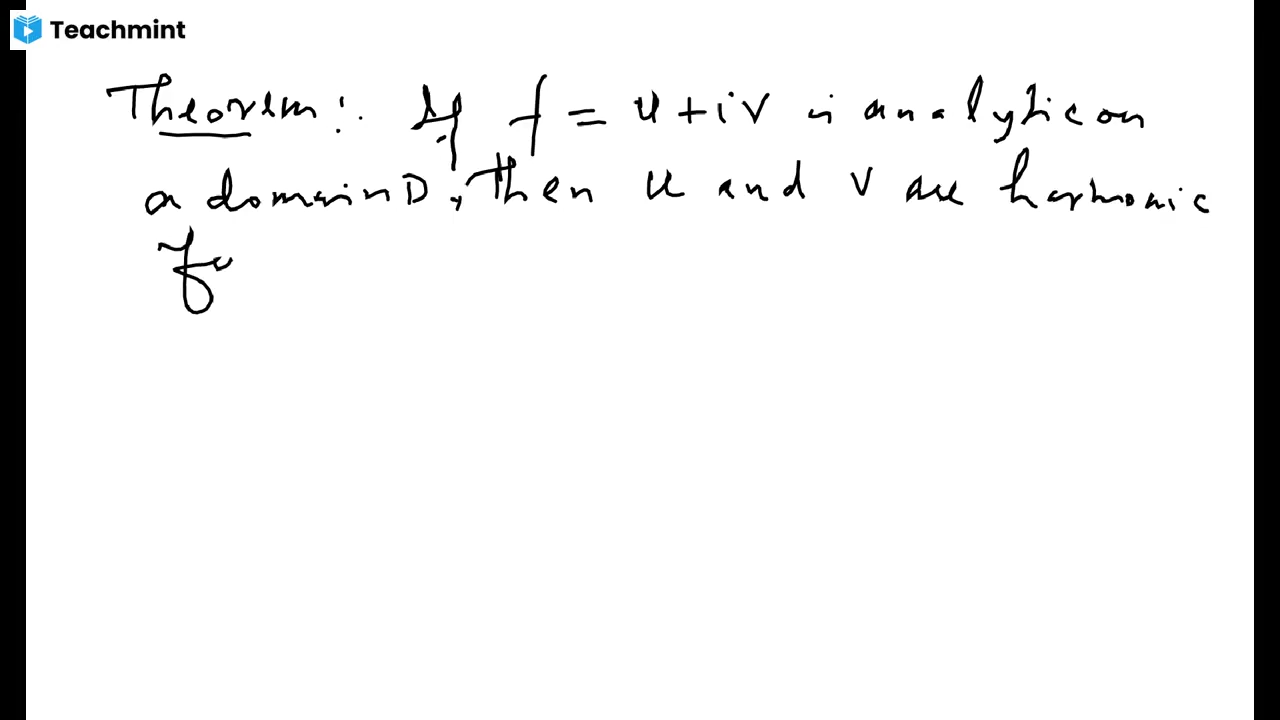 Teachmint
Theorem: If f = u + iv is analytic on
a domain D, then u and v are harmonic